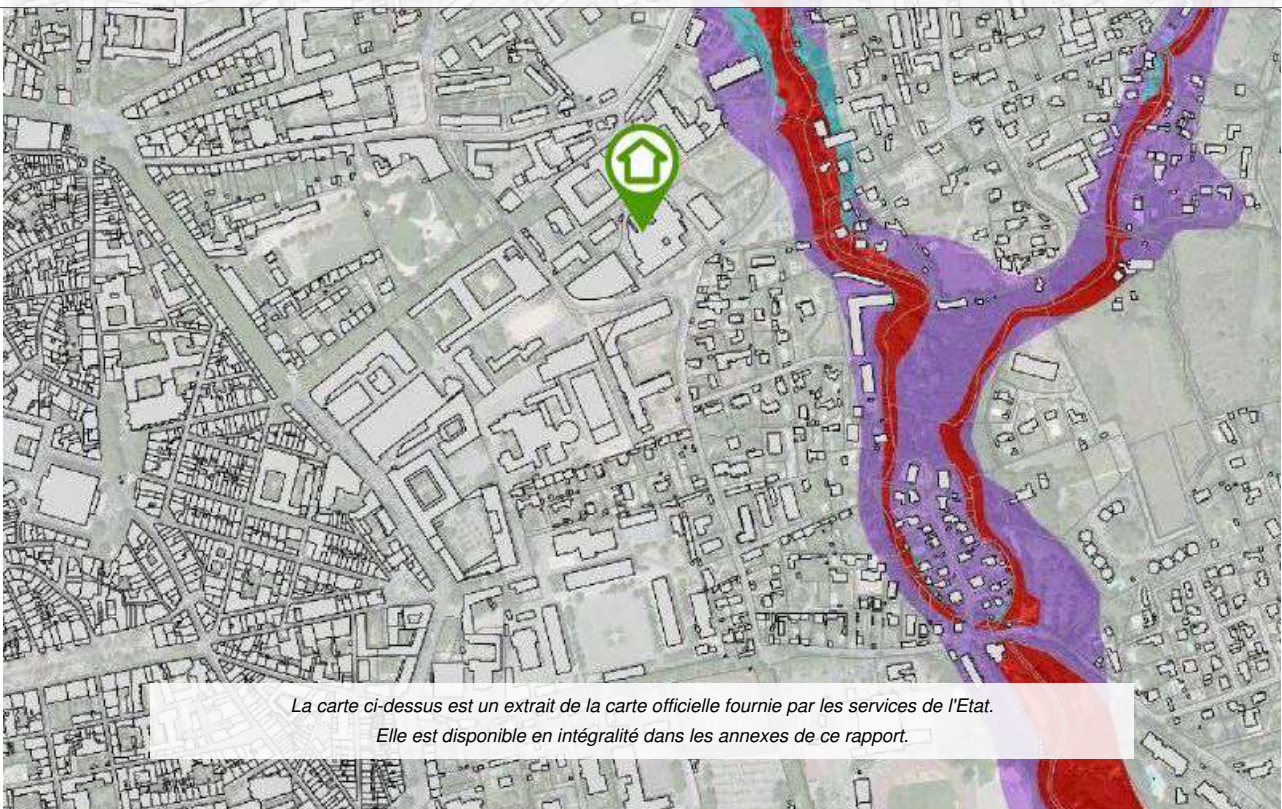 La carte ci-dessus est un extrait de la carte officielle fournie par les services de l'Etat.
Elle est disponible en intégralité dans les annexes de ce rapport.